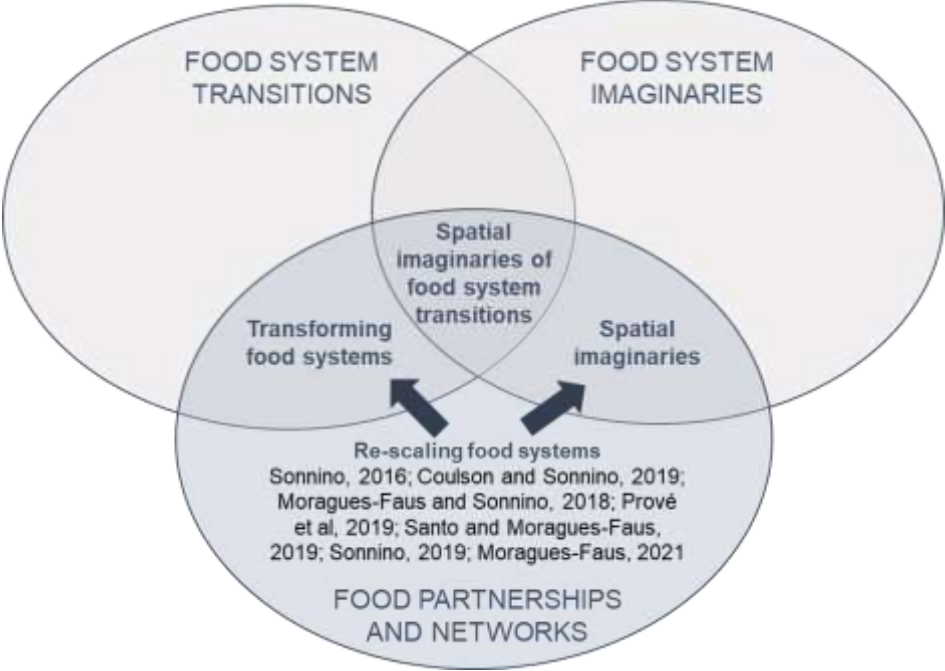 FOOD SYSTEM
TRANSITIONS
FOOD SYSTEM
IMAGINARIES
Spatial
imaginaries of
food system
transitions
Transforming
food systems
Spatial
imaginaries
Re-scaling food systems
Sonnino, 2016; Coulson and Sonnino, 2019;
Moragues-Faus and Sonnino, 2018; Prové
et al, 2019; Santo and Moragues-Faus,
2019; Sonnino, 2019; Moragues-Faus, 2021
FOOD PARTNERSHIPS
AND NETWORKS